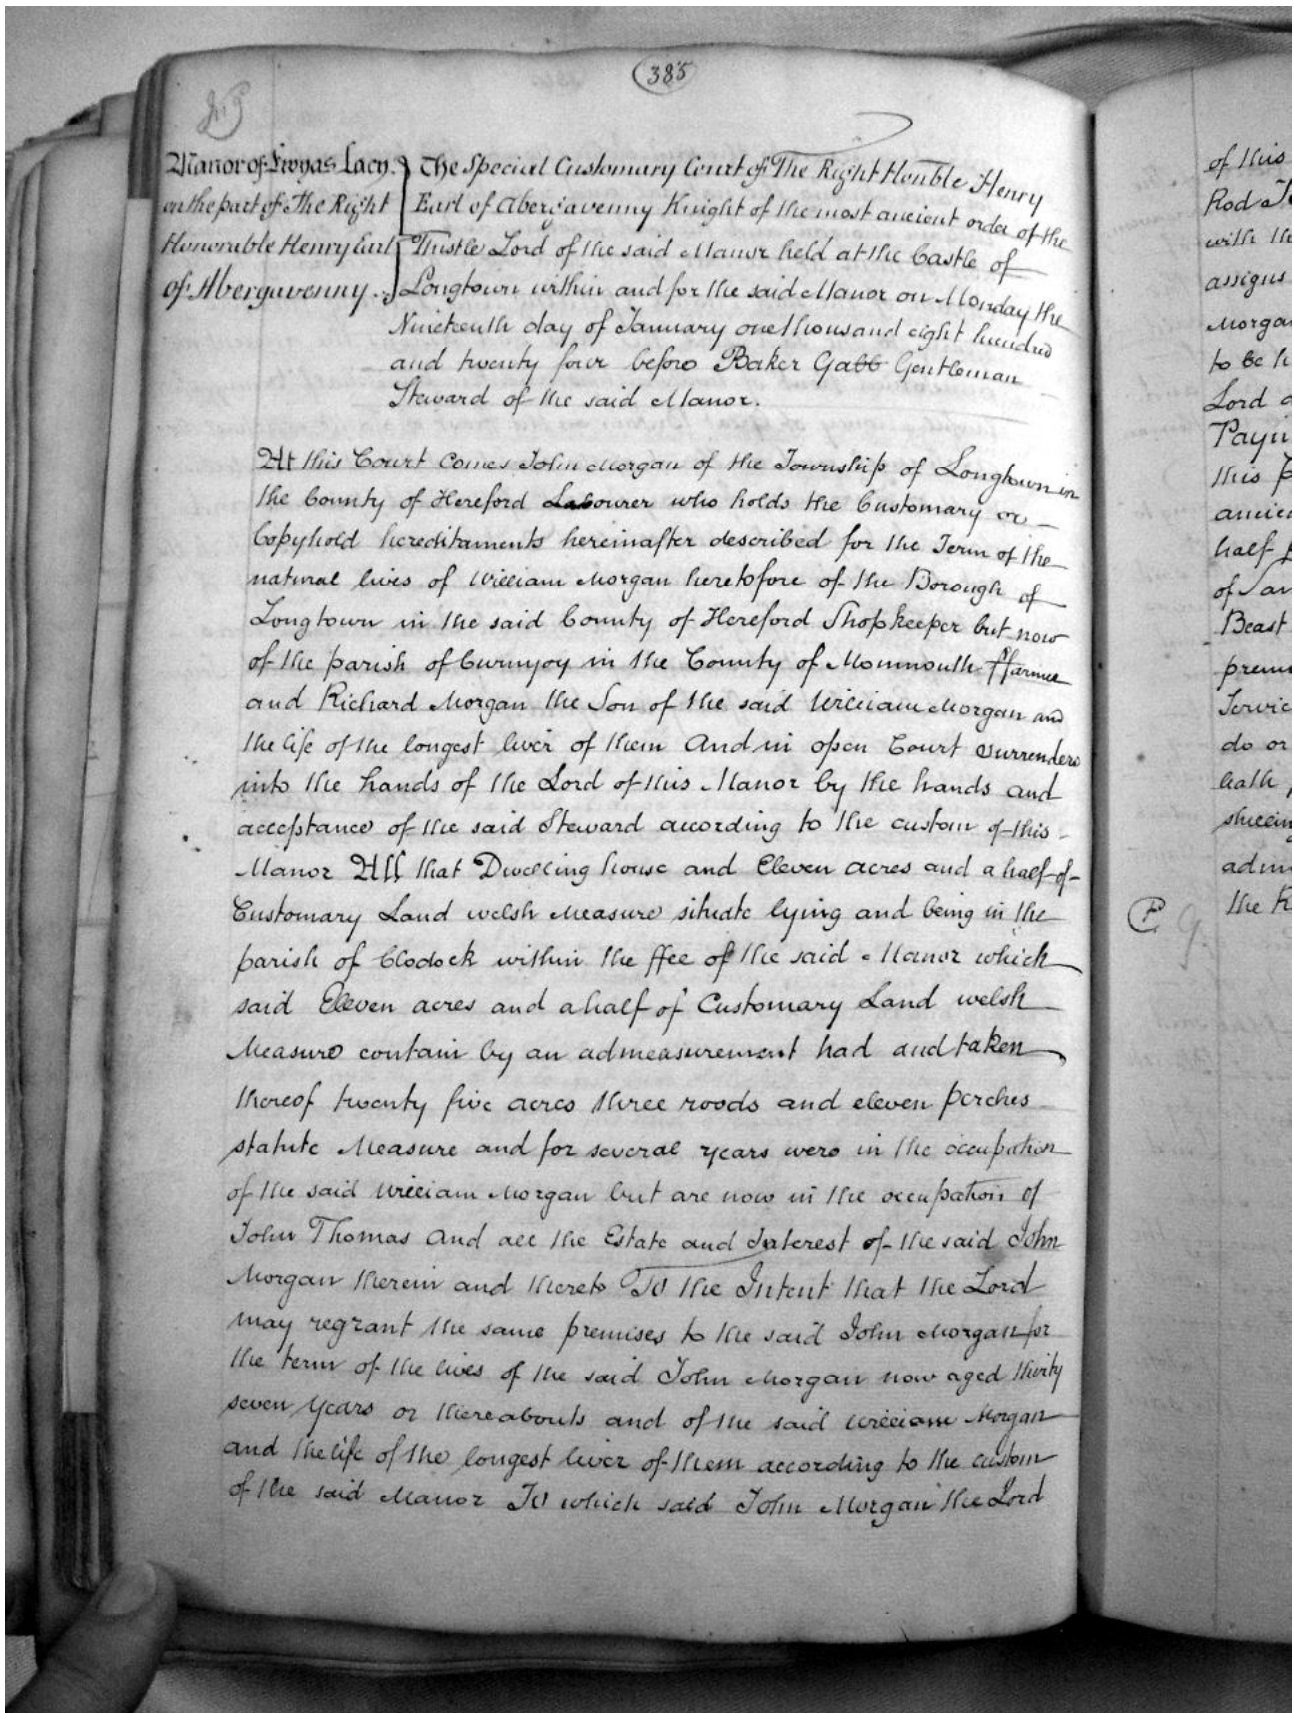 385
Manor of Ewyas Lacy
on the part of The Right
Honorable Henry Earl
of Abergavenny.
The Special Customary Court of The Right Honble Henry
Earl of Abergavenny Knight of the most ancient order of the
Thistle Lord of the said Manor held at the Castle of
Longtown within and for the said Manor on Monday the
Nineteenth day of January one thousand eight hundred
and twenty four before Baker Gabb Gentleman
Steward of the said Manor.
At this Court comes John Morgan of the Township of Longtown in
the County of Hereford Labourer who holds the Customary or
Copyhold hereditaments hereinafter described for the Term of the
natural lives of William Morgan heretofore of the Borough of
Longtown in the said County of Hereford Shopkeeper but now
of the parish of Cwmyoy in the County of Monmouth ffarmer
and Richard Morgan the Son of the said William Morgan and
the life of the longest liver of them And in open Court surrenders
into the hands of the Lord of this Manor by the hands and
acceptance of the said Steward according to the custom of this
Manor All that Dwelling house and Eleven acres and a half of
Customary Land welsh Measure situate lying and being in the
parish of Clodock within the ffee of the said Manor which
said Eleven acres and a half of Customary Land welsh
Measure contain by an admeasurement had and taken
thereof twenty five acres three roods and eleven perches
statute Measure and for several years were in the occupation
of the said William Morgan but are now in the occupation of
John Thomas And all the Estate and Interest of the said John
Morgan therein and thereto To the Intent that the Lord
may regrant the same premises to the said John Morgan for
the term of the lives of the said John Morgan now aged thirty
seven years or thereabouts and of the said William Morgan
and the life of the longest liver of them according to the custom
of the said Manor To which said John Morgan the Lord
of this
Rod
with
assigns
to be
Lord
this
half
of
Beast
do or
the